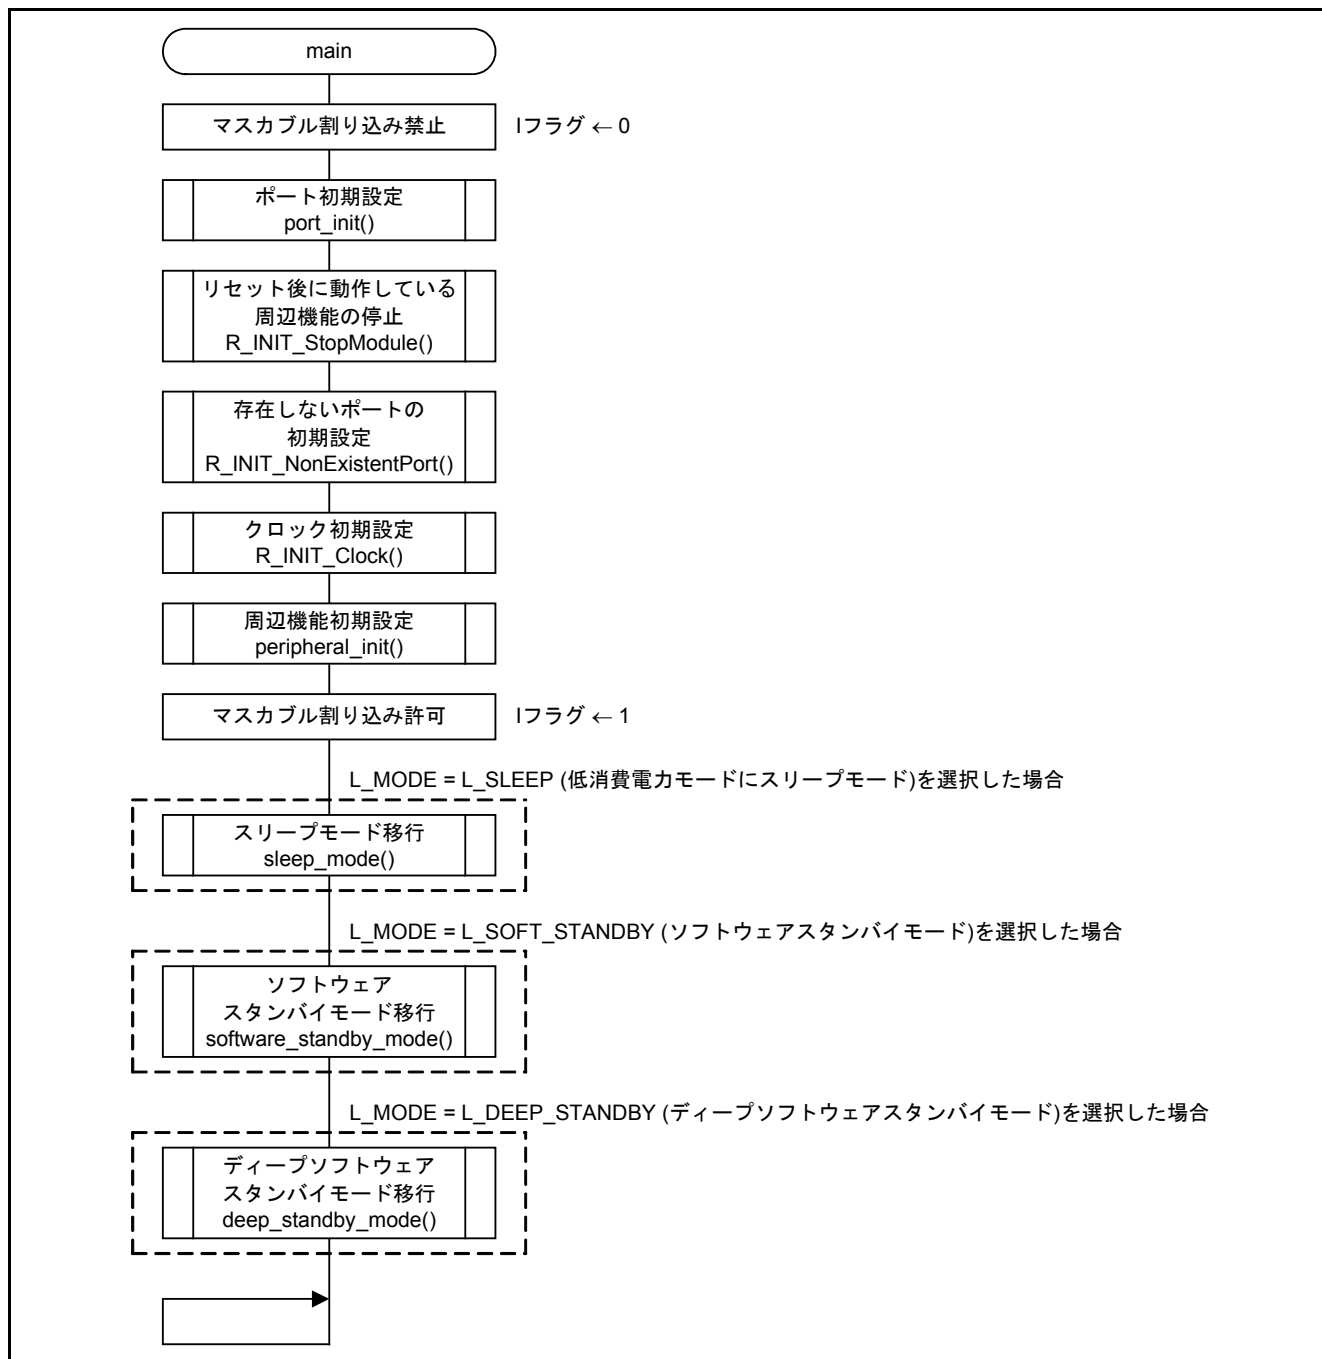 main
マスカブル割り込み禁止
Iフラグ ← 0
ポート初期設定
port_init()
リセット後に動作している
周辺機能の停止
R_INIT_StopModule()
存在しないポートの
初期設定
R_INIT_NonExistentPort()
クロック初期設定
R_INIT_Clock()
周辺機能初期設定
peripheral_init()
マスカブル割り込み許可
Iフラグ ← 1
L_MODE = L_SLEEP (低消費電力モードにスリープモード)を選択した場合
スリープモード移行
sleep_mode()
L_MODE = L_SOFT_STANDBY (ソフトウェアスタンバイモード)を選択した場合
ソフトウェア
スタンバイモード移行
software_standby_mode()
L_MODE = L_DEEP_STANDBY (ディープソフトウェアスタンバイモード)を選択した場合
ディープソフトウェア
スタンバイモード移行
deep_standby_mode()